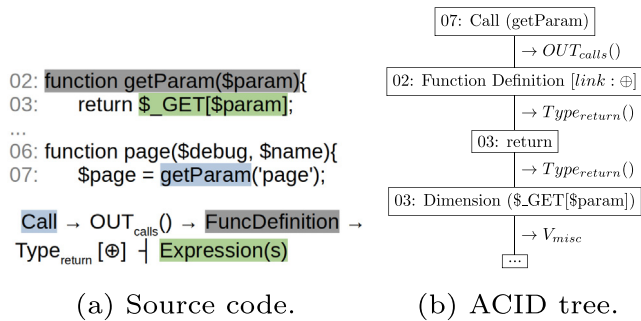 02: function getParam($param){
03: return $_GET[$param];
...
06: function page($debug, $name){
07: $page = getParam('page');
Call → OUTcalls() → FuncDefinition →
Typereturn [⊕] ⊣ Expression(s)
(a) Source code.
07: Call (getParam)
→ OUTcalls()
02: Function Definition [link : ⊕]
→ Typereturn()
03: return
→ Typereturn()
03: Dimension ($_GET[$param])
→ Vmisc
...
(b) ACID tree.